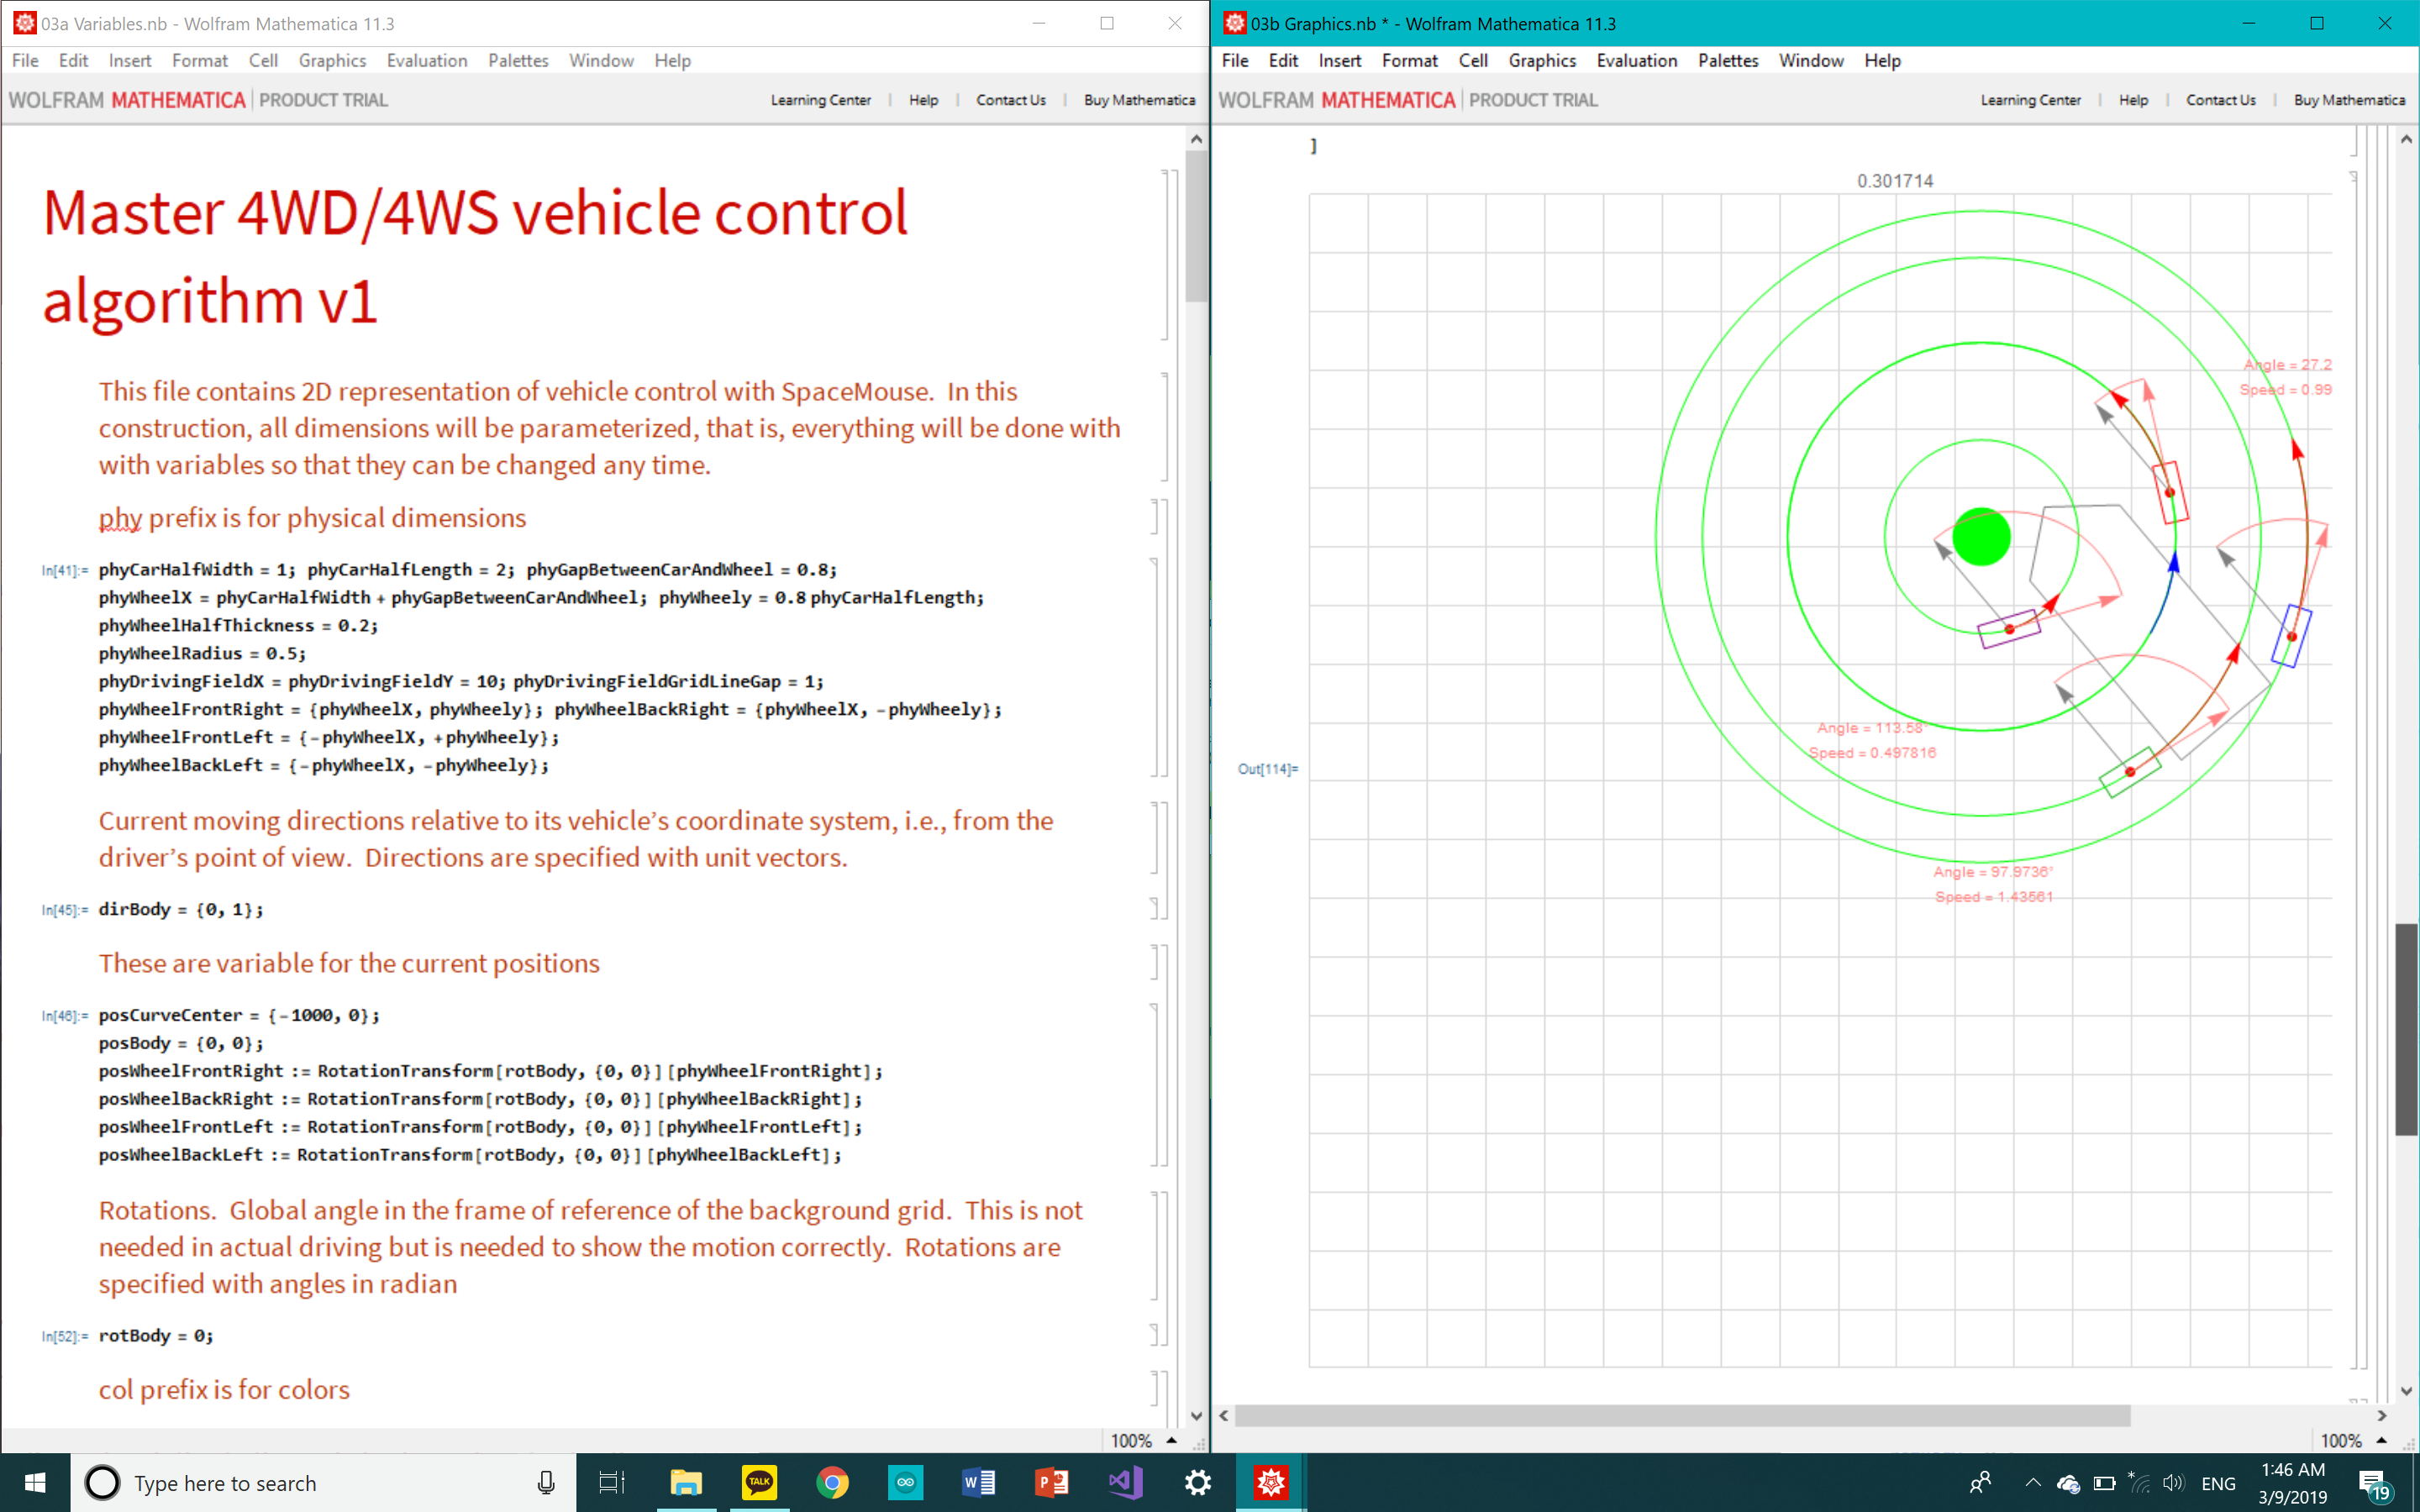 03a Variables.nb - Wolfram Mathematica 11.3
File Edit Insert Format Cell Graphics Evaluation Palettes Window Help
WOLFRAM MATHEMATICA PRODUCT TRIAL
Learning Center | Help | Contact Us | Buy Mathematica
Master 4WD/4WS vehicle control
algorithm v1
This file contains 2D representation of vehicle control with SpaceMouse.  In this
construction, all dimensions will be parameterized, that is, everything will be done with
with variables so that they can be changed any time.
phy prefix is for physical dimensions
In[41]:= phyCarHalfWidth = 1; phyCarHalfLength = 2; phyGapBetweenCarAndWheel = 0.8;
phyWheelX = phyCarHalfWidth + phyGapBetweenCarAndWheel; phyWheely = 0.8 phyCarHalfLength;
phyWheelHalfThickness = 0.2;
phyWheelRadius = 0.5;
phyDrivingFieldX = phyDrivingFieldY = 10; phyDrivingFieldGridLineGap = 1;
phyWheelFrontRight = {phyWheelX, phyWheely}; phyWheelBackRight = {phyWheelX, -phyWheely};
phyWheelFrontLeft = {-phyWheelX, +phyWheely};
phyWheelBackLeft = {-phyWheelX, -phyWheely};
Current moving directions relative to its vehicle’s coordinate system, i.e., from the
driver’s point of view.  Directions are specified with unit vectors.
In[45]:= dirBody = {0, 1};
These are variable for the current positions
In[46]:= posCurveCenter = {-1000, 0};
posBody = {0, 0};
posWheelFrontRight := RotationTransform[rotBody, {0, 0}][phyWheelFrontRight];
posWheelBackRight := RotationTransform[rotBody, {0, 0}][phyWheelBackRight];
posWheelFrontLeft := RotationTransform[rotBody, {0, 0}][phyWheelFrontLeft];
posWheelBackLeft := RotationTransform[rotBody, {0, 0}][phyWheelBackLeft];
Rotations.  Global angle in the frame of reference of the background grid.  This is not
needed in actual driving but is needed to show the motion correctly.  Rotations are
specified with angles in radian
In[52]:= rotBody = 0;
col prefix is for colors
100%
03b Graphics.nb * - Wolfram Mathematica 11.3
File Edit Insert Format Cell Graphics Evaluation Palettes Window Help
WOLFRAM MATHEMATICA PRODUCT TRIAL
Learning Center | Help | Contact Us | Buy Mathematica
]
0.301714
Angle = 27.2
Speed = 0.99
Angle = 113.58°
Speed = 0.497816
Out[114]=
Angle = 97.9736°
Speed = 1.43561
100%
Type here to search
TALK
ENG
1:46 AM
3/9/2019
19